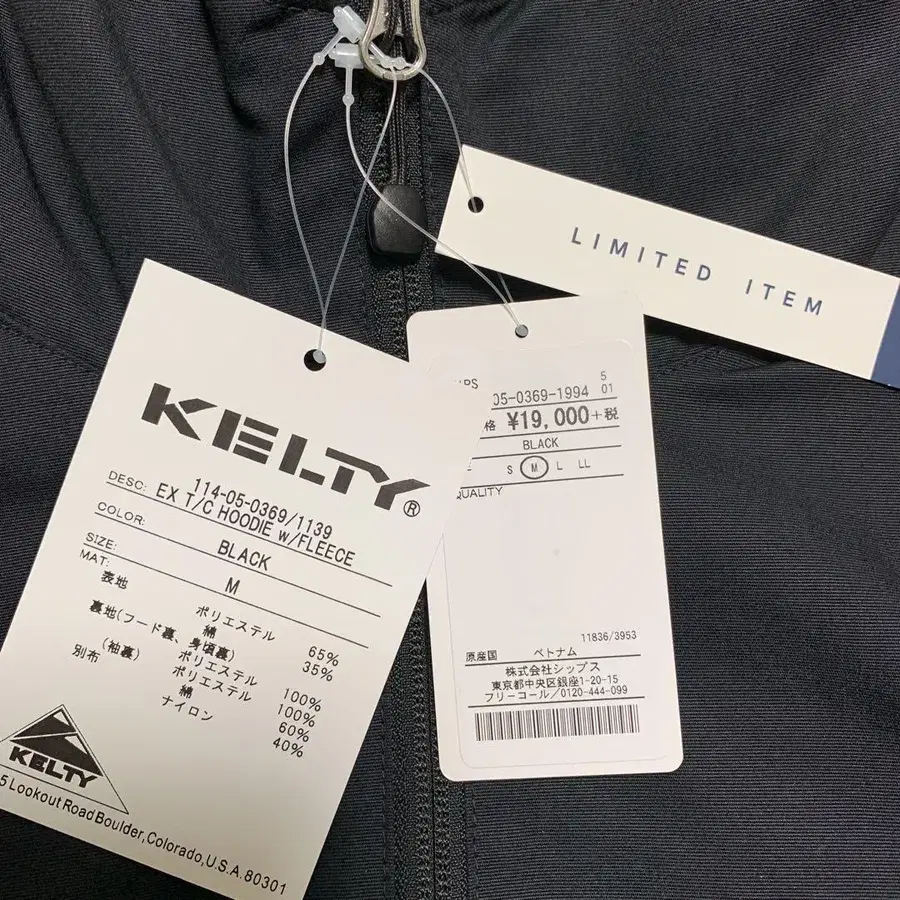 LIMITED ITEM
KELTY®
DESC: 114-05-0369/1139
EX T/C HOODIE w/FLEECE
COLOR: BLACK
SIZE: M
MAT:
表地 ポリエステル 65%
綿 35%
裏地(フード裏、身頃裏)
ポリエステル 100%
(袖裏) ポリエステル 100%
別布 綿 60%
ナイロン 40%
KELTY
5 Lookout Road Boulder, Colorado, U.S.A. 80301
05-0369-1994 5 01
格 ¥19,000+税
BLACK
S M L LL
QUALITY
11836/3953
原産国 ベトナム
株式会社シップス
東京都中央区銀座1-20-15
フリーコール/0120-444-099